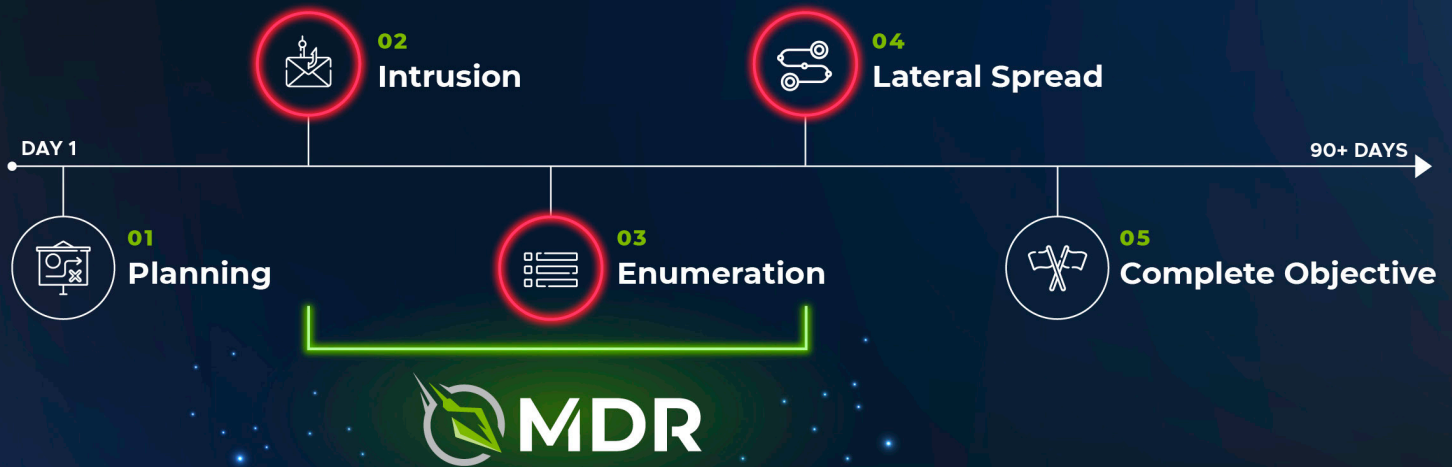 02
Intrusion
04
Lateral Spread
DAY 1
90+ DAYS
01
Planning
03
Enumeration
05
Complete Objective
MDR